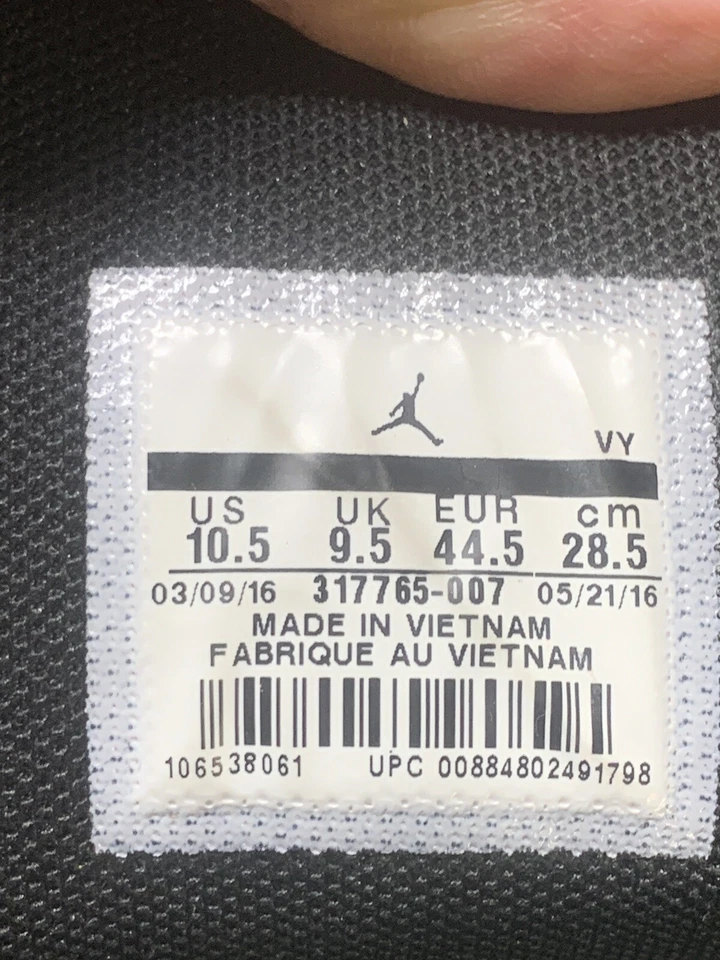 VY
US UK EUR cm
10.5 9.5 44.5 28.5
03/09/16 317765-007 05/21/16
MADE IN VIETNAM
FABRIQUE AU VIETNAM
106538061 UPC 00884802491798